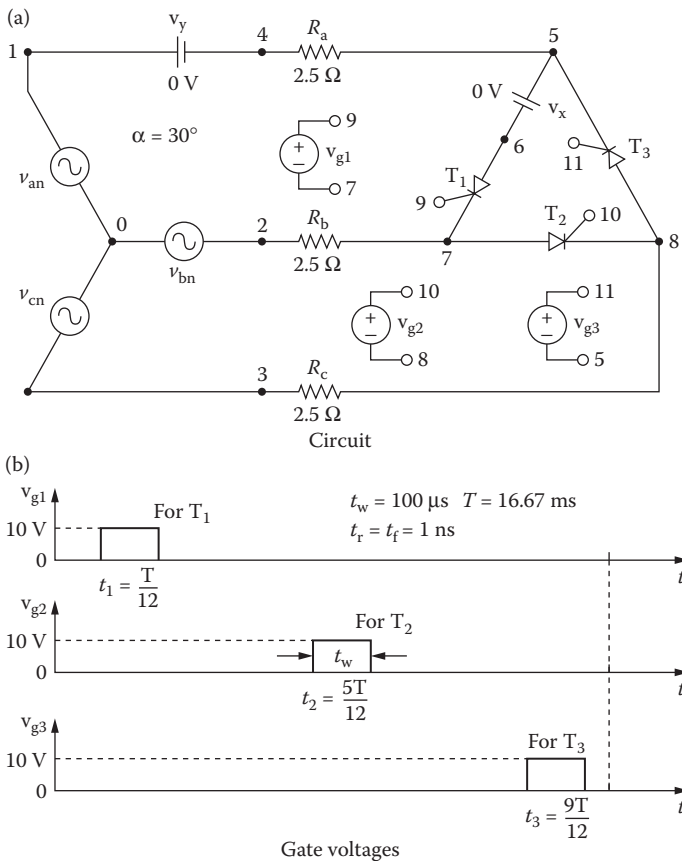 (a)
1
v_y
4
R_a
5
0 V
2.5 Ω
0 V
v_x
α = 30°
9
v_g1
7
6
T_1
9
11
T_3
v_an
0
2
R_b
T_2
10
v_bn
2.5 Ω
7
8
v_cn
10
v_g2
8
11
v_g3
5
3
R_c
2.5 Ω
Circuit
(b)
v_g1
For T_1
t_w = 100 μs T = 16.67 ms
10 V
t_r = t_f = 1 ns
0
t_1 = T/12
t
v_g2
For T_2
10 V
t_w
0
t_2 = 5T/12
t
v_g3
For T_3
10 V
0
t_3 = 9T/12
t
Gate voltages